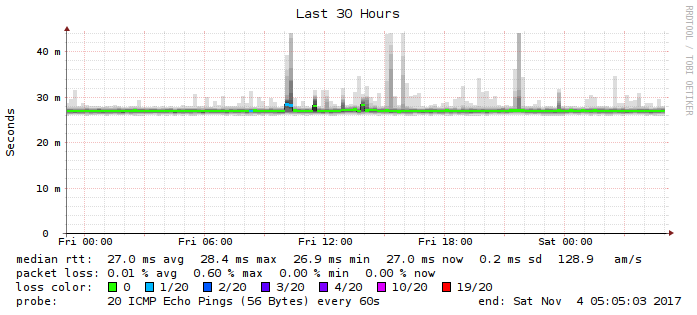 Last 30 Hours
RRDTOOL / TOBI OETIKER
Seconds
40 m
30 m
20 m
10 m
0
Fri 00:00 Fri 06:00 Fri 12:00 Fri 18:00 Sat 00:00
median rtt: 27.0 ms avg 28.4 ms max 26.9 ms min 27.0 ms now 0.2 ms sd 128.9 am/s
packet loss: 0.01 % avg 0.60 % max 0.00 % min 0.00 % now
loss color: 0 1/20 2/20 3/20 4/20 10/20 19/20
probe: 20 ICMP Echo Pings (56 Bytes) every 60s end: Sat Nov 4 05:05:03 2017